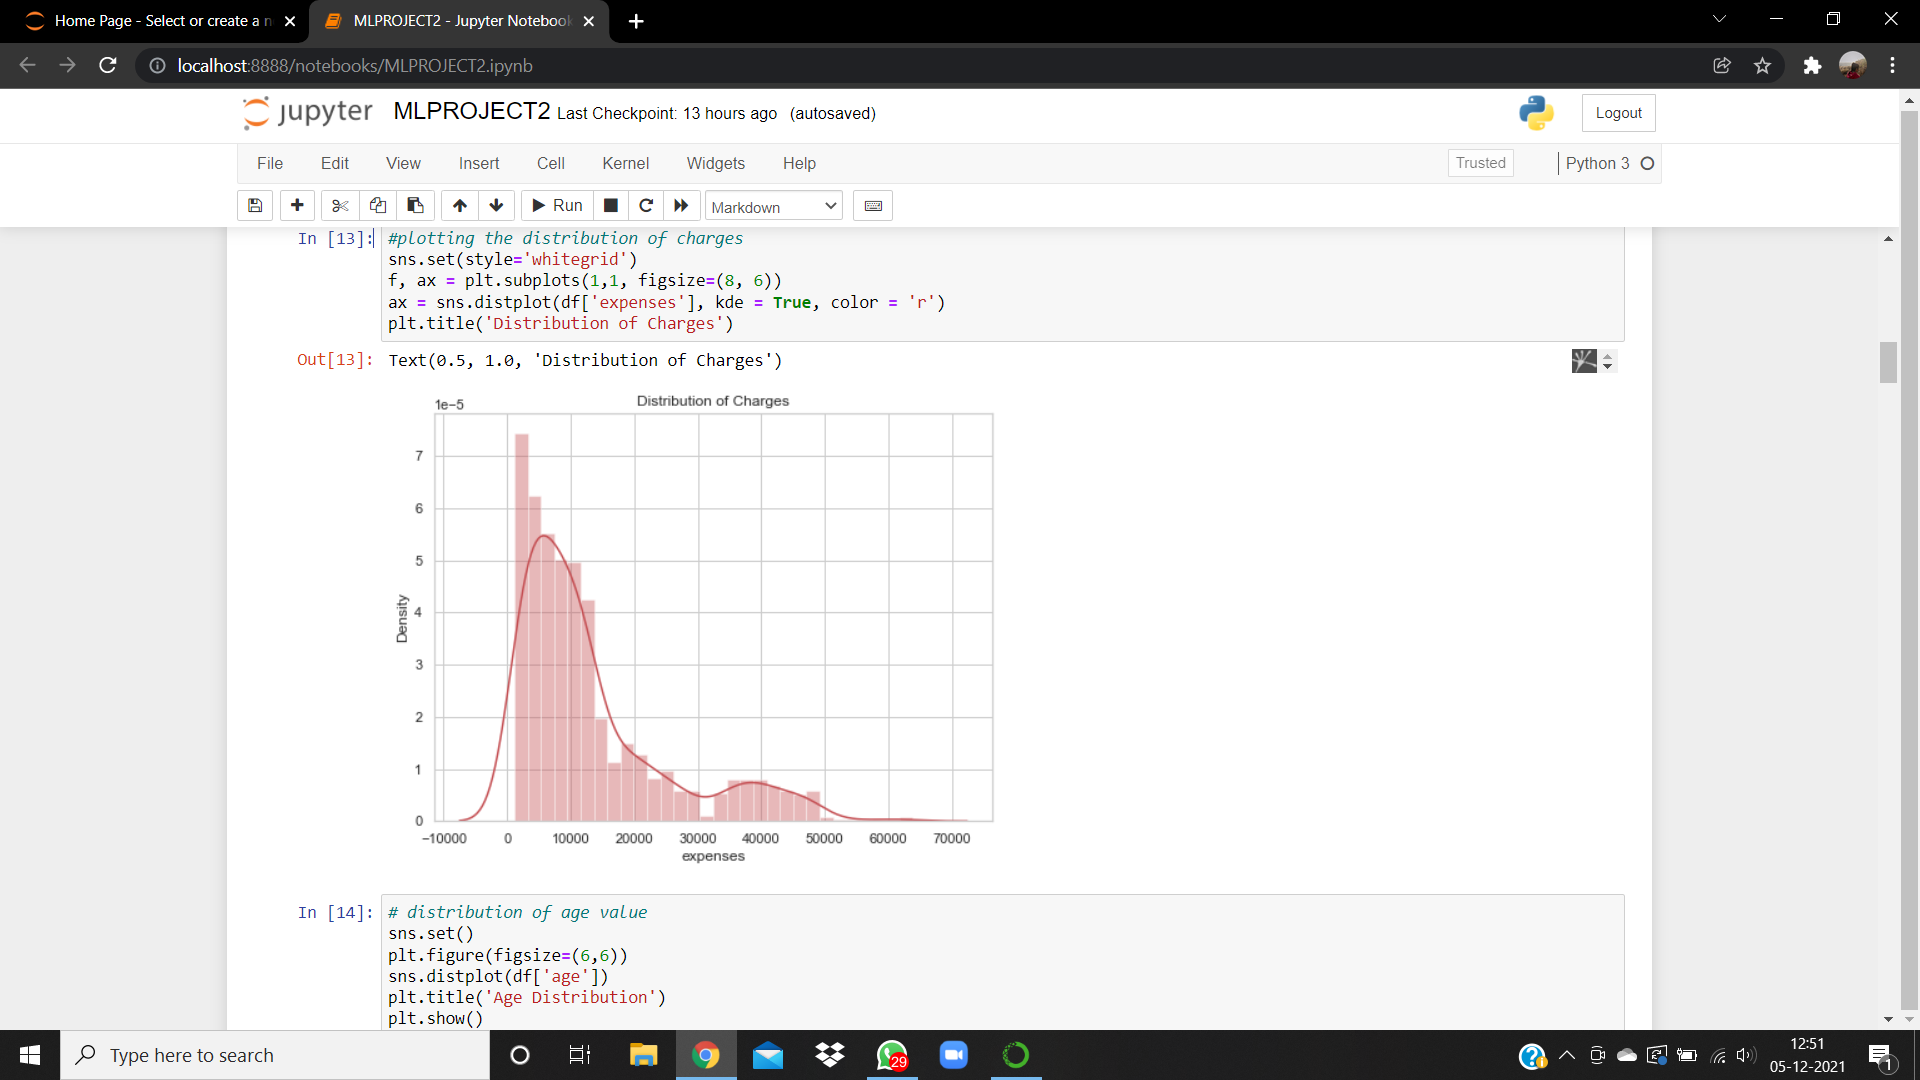 Home Page - Select or create a n
MLPROJECT2 - Jupyter Notebook
localhost:8888/notebooks/MLPROJECT2.ipynb
jupyter MLPROJECT2 Last Checkpoint: 13 hours ago (autosaved)
Logout
File Edit View Insert Cell Kernel Widgets Help
Trusted
Python 3
Run
Markdown
In [13]: #plotting the distribution of charges
sns.set(style='whitegrid')
f, ax = plt.subplots(1,1, figsize=(8, 6))
ax = sns.distplot(df['expenses'], kde = True, color = 'r')
plt.title('Distribution of Charges')
Out[13]: Text(0.5, 1.0, 'Distribution of Charges')
1e−5
Distribution of Charges
7
6
5
4
3
2
1
0
Density
−10000 0 10000 20000 30000 40000 50000 60000 70000
expenses
In [14]: # distribution of age value
sns.set()
plt.figure(figsize=(6,6))
sns.distplot(df['age'])
plt.title('Age Distribution')
plt.show()
Type here to search
29
12:51
05-12-2021
1